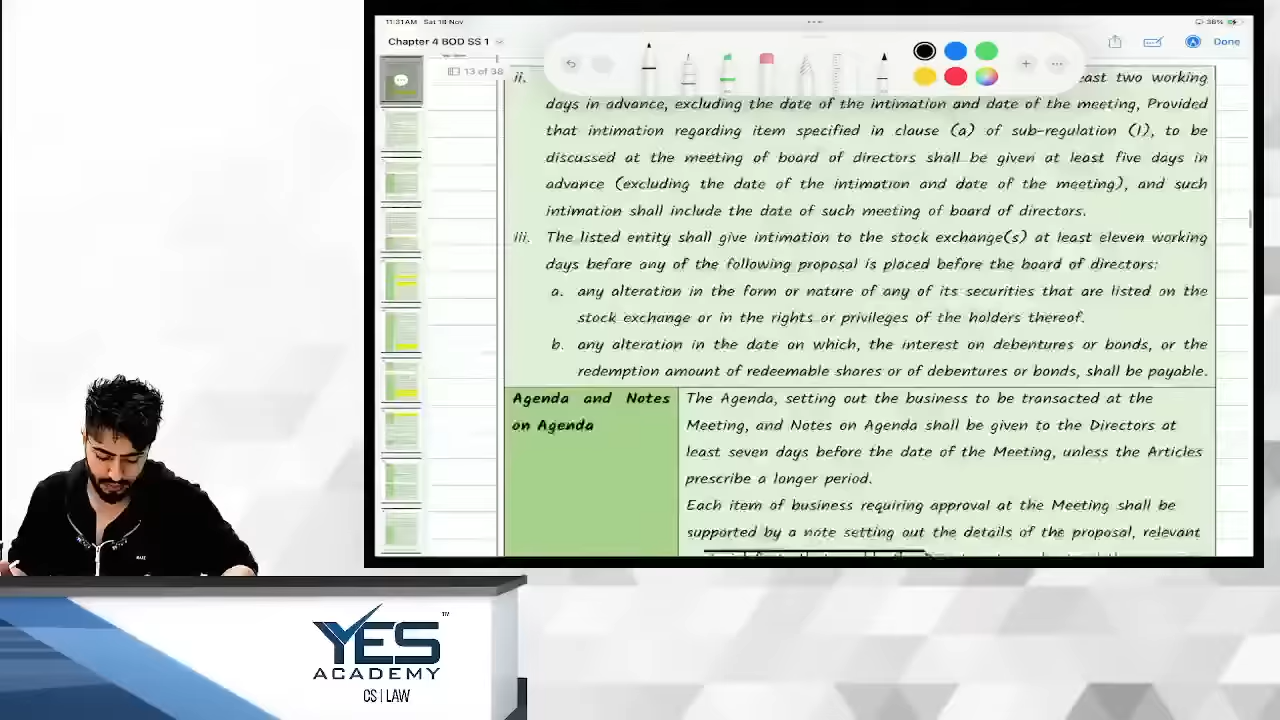 11:31AM Sat 18 Nov
38%
Chapter 4 BOD SS 1
Done
13 of 38
ii. east two working
days in advance, excluding the date of the intimation and date of the meeting, Provided
that intimation regarding item specified in clause (a) of sub-regulation (1), to be
discussed at the meeting of board of directors shall be given at least five days in
advance (excluding the date of the intimation and date of the meeting), and such
intimation shall include the date of such meeting of board of directors.
iii. The listed entity shall give intimation to the stock exchange(s) at least eleven working
days before any of the following proposal is placed before the board of directors:
a. any alteration in the form or nature of any of its securities that are listed on the
stock exchange or in the rights or privileges of the holders thereof.
b. any alteration in the date on which, the interest on debentures or bonds, or the
redemption amount of redeemable shares or of debentures or bonds, shall be payable.
Agenda and Notes
on Agenda
The Agenda, setting out the business to be transacted at the
Meeting, and Notes on Agenda shall be given to the Directors at
least seven days before the date of the Meeting, unless the Articles
prescribe a longer period.
Each item of business requiring approval at the Meeting shall be
supported by a note setting out the details of the proposal, relevant
YES
TM
ACADEMY
CS | LAW